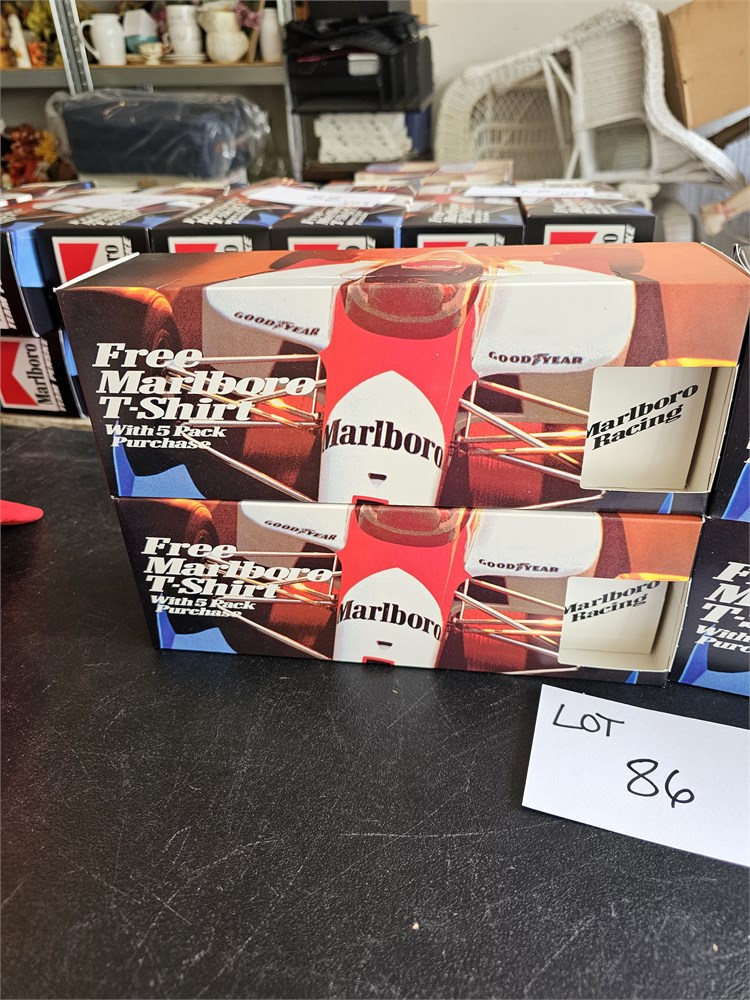 Marlboro
GOODYEAR
GOODYEAR
Free
Marlboro
T-Shirt
With 5 Pack
Purchase
Marlboro
Marlboro
Racing
GOODYEAR
GOODYEAR
Free
Marlboro
T-Shirt
With 5 Pack
Purchase
Marlboro
Marlboro
Racing
LOT
86